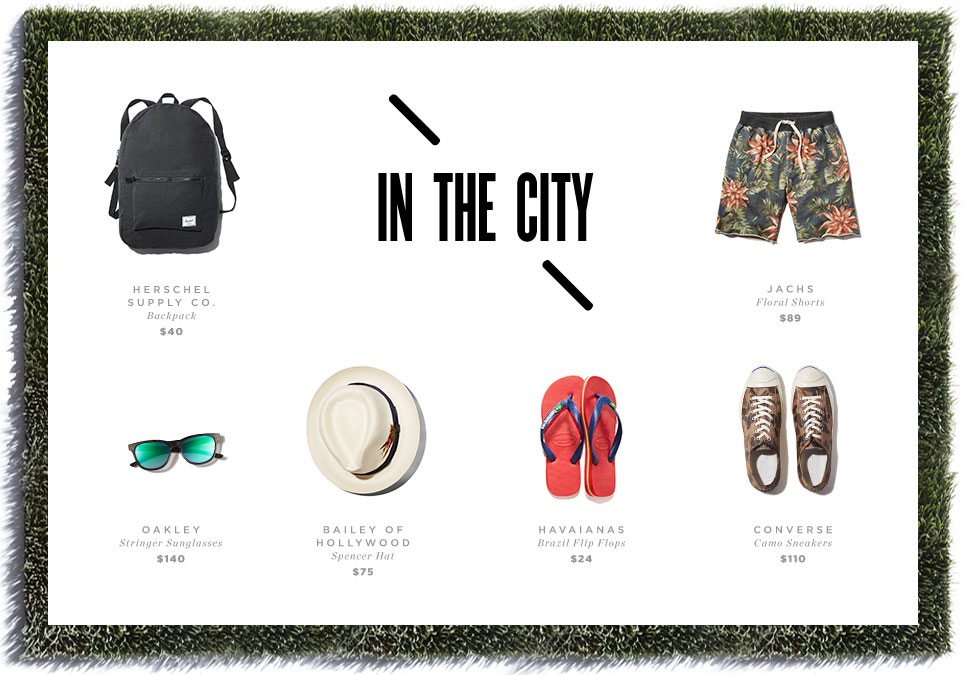 IN THE CITY
HERSCHEL
SUPPLY CO.
Backpack
$40
JACHS
Floral Shorts
$89
OAKLEY
Stringer Sunglasses
$140
BAILEY OF
HOLLYWOOD
Spencer Hat
$75
HAVAIANAS
Brazil Flip Flops
$24
CONVERSE
Camo Sneakers
$110